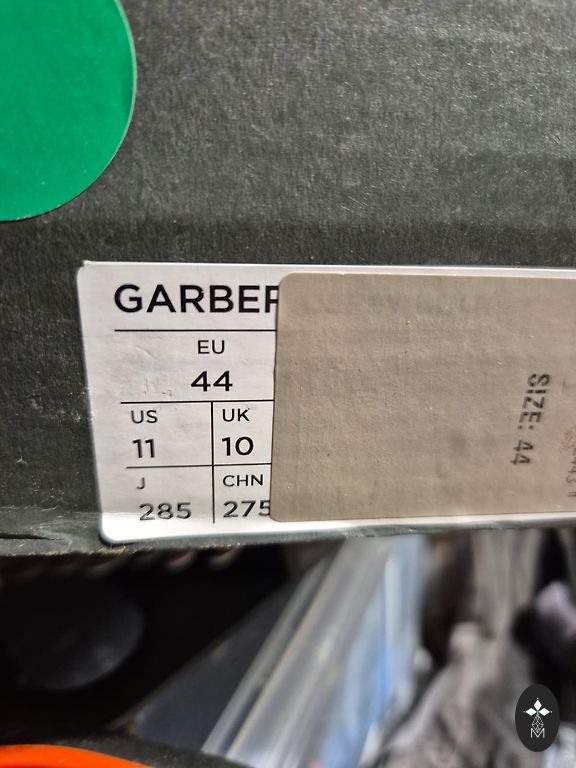 GARBER
EU
44
US
11
UK
10
J
285
CHN
275
SIZE: 44
M